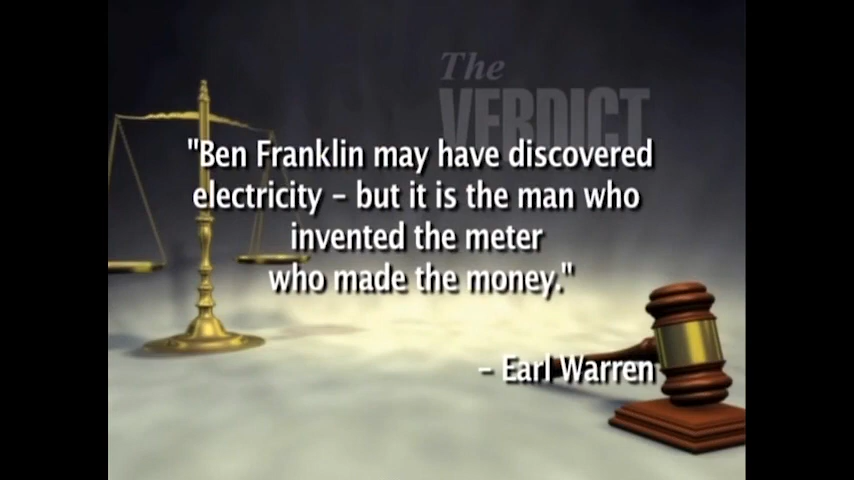 The
VERDICT
"Ben Franklin may have discovered
electricity – but it is the man who
invented the meter
who made the money."
– Earl Warren